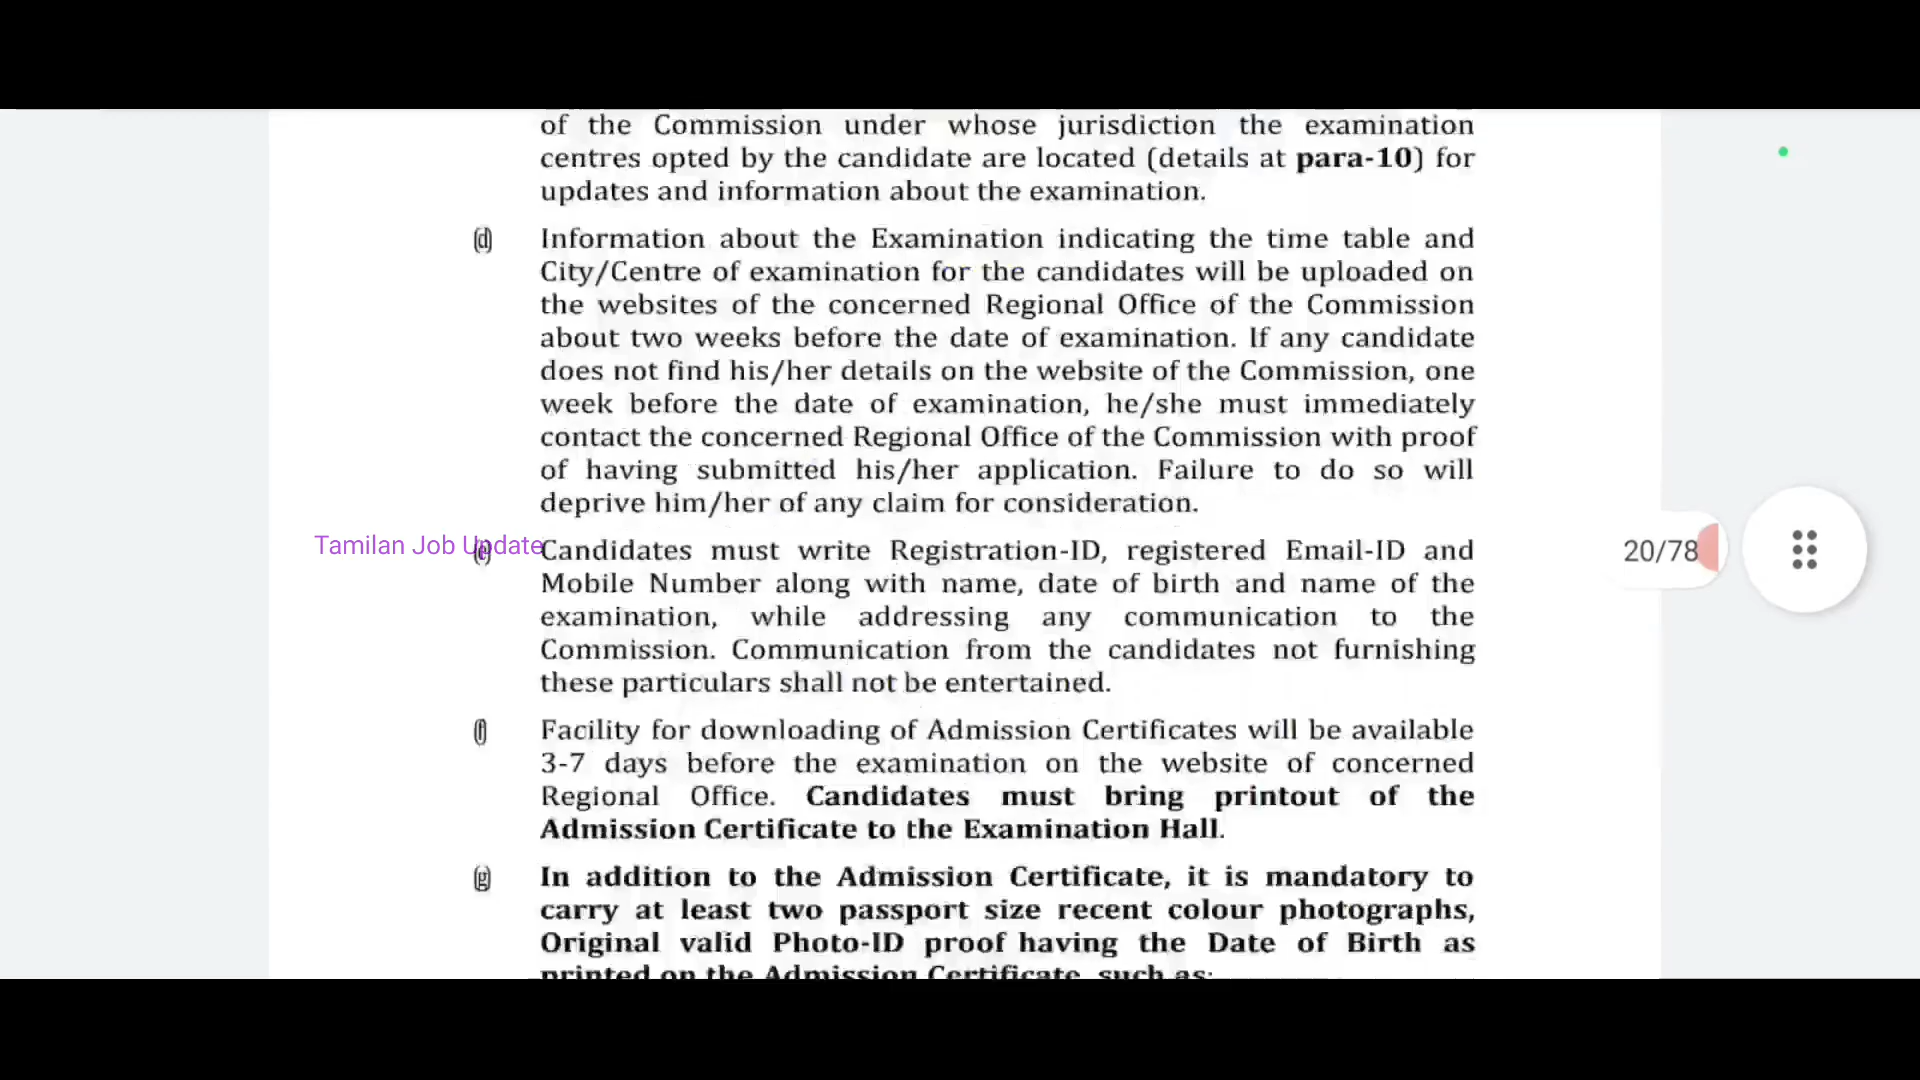 of the Commission under whose jurisdiction the examination
centres opted by the candidate are located (details at para-10) for
updates and information about the examination.
(d) Information about the Examination indicating the time table and
City/Centre of examination for the candidates will be uploaded on
the websites of the concerned Regional Office of the Commission
about two weeks before the date of examination. If any candidate
does not find his/her details on the website of the Commission, one
week before the date of examination, he/she must immediately
contact the concerned Regional Office of the Commission with proof
of having submitted his/her application. Failure to do so will
deprive him/her of any claim for consideration.
Tamilan Job Update
(e) Candidates must write Registration-ID, registered Email-ID and
20/78
Mobile Number along with name, date of birth and name of the
examination, while addressing any communication to the
Commission. Communication from the candidates not furnishing
these particulars shall not be entertained.
(f) Facility for downloading of Admission Certificates will be available
3-7 days before the examination on the website of concerned
Regional Office. Candidates must bring printout of the
Admission Certificate to the Examination Hall.
(g) In addition to the Admission Certificate, it is mandatory to
carry at least two passport size recent colour photographs,
Original valid Photo-ID proof having the Date of Birth as
printed on the Admission Certificate, such as: